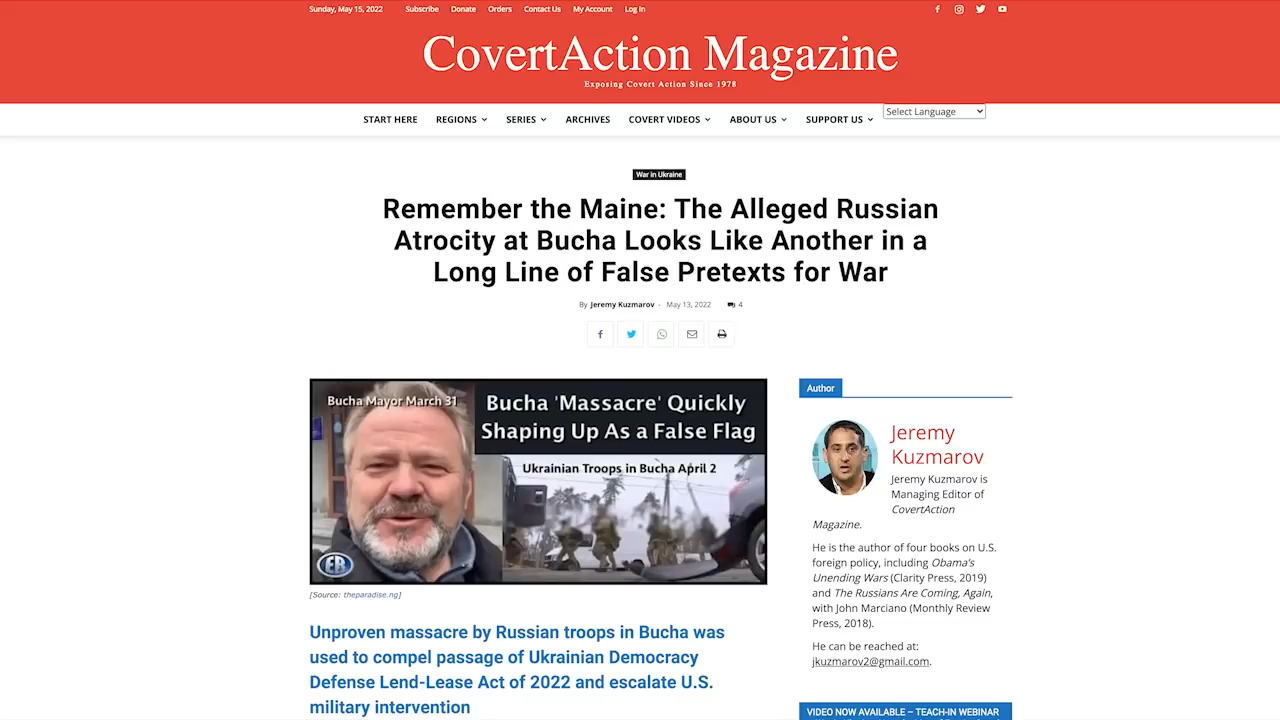 Sunday, May 15, 2022 Subscribe Donate Orders Contact Us My Account Log In
CovertAction Magazine
Exposing Covert Action Since 1978
START HERE REGIONS SERIES ARCHIVES COVERT VIDEOS ABOUT US SUPPORT US Select Language
War in Ukraine
Remember the Maine: The Alleged Russian
Atrocity at Bucha Looks Like Another in a
Long Line of False Pretexts for War
By Jeremy Kuzmarov - May 13, 2022 4
Bucha Mayor March 31
Bucha 'Massacre' Quickly
Shaping Up As a False Flag
Ukrainian Troops in Bucha April 2
EB
[Source: theparadise.ng]
Unproven massacre by Russian troops in Bucha was
used to compel passage of Ukrainian Democracy
Defense Lend-Lease Act of 2022 and escalate U.S.
military intervention
Author
Jeremy
Kuzmarov
Jeremy Kuzmarov is
Managing Editor of
CovertAction
Magazine.
He is the author of four books on U.S.
foreign policy, including Obama's
Unending Wars (Clarity Press, 2019)
and The Russians Are Coming, Again,
with John Marciano (Monthly Review
Press, 2018).
He can be reached at:
jkuzmarov2@gmail.com.
VIDEO NOW AVAILABLE – TEACH-IN WEBINAR